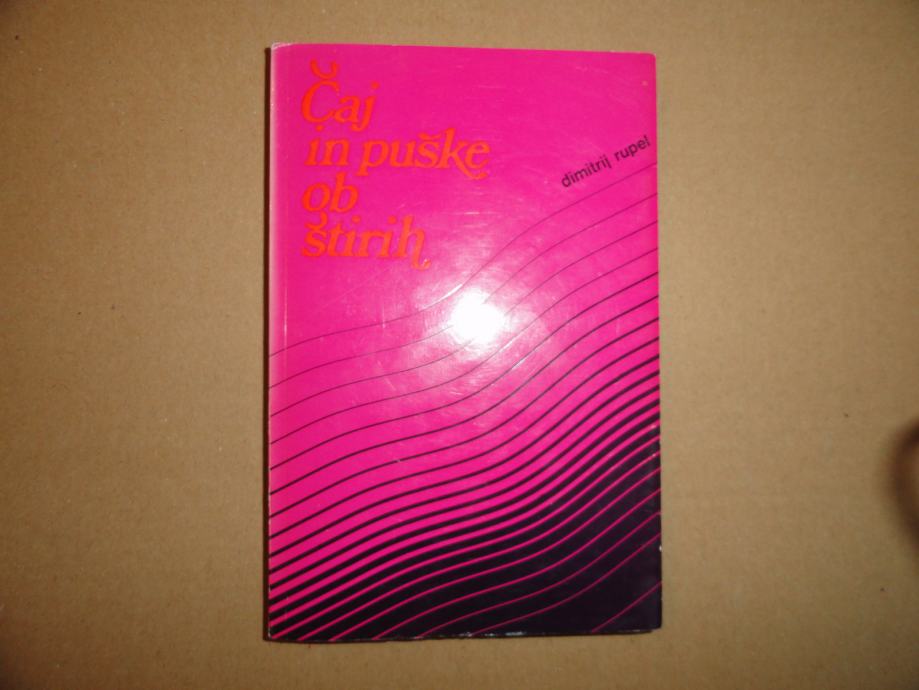 Čaj
in puške
ob
štirih
dimitrij rupel